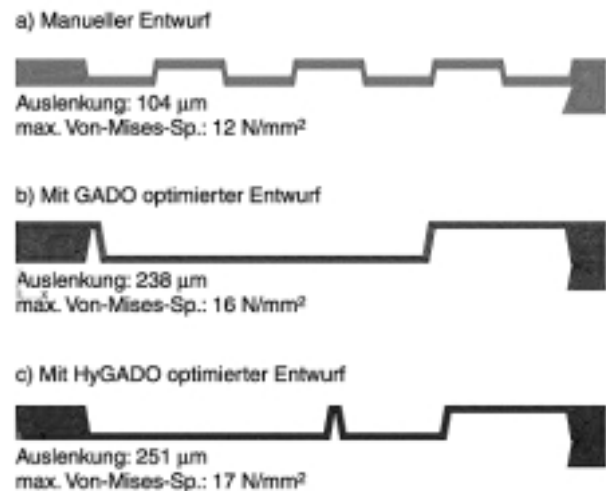 a) Manueller Entwurf
Auslenkung: 104 µm
max. Von-Mises-Sp.: 12 N/mm²
b) Mit GADO optimierter Entwurf
Auslenkung: 238 µm
max. Von-Mises-Sp.: 16 N/mm²
c) Mit HyGADO optimierter Entwurf
Auslenkung: 251 µm
max. Von-Mises-Sp.: 17 N/mm²